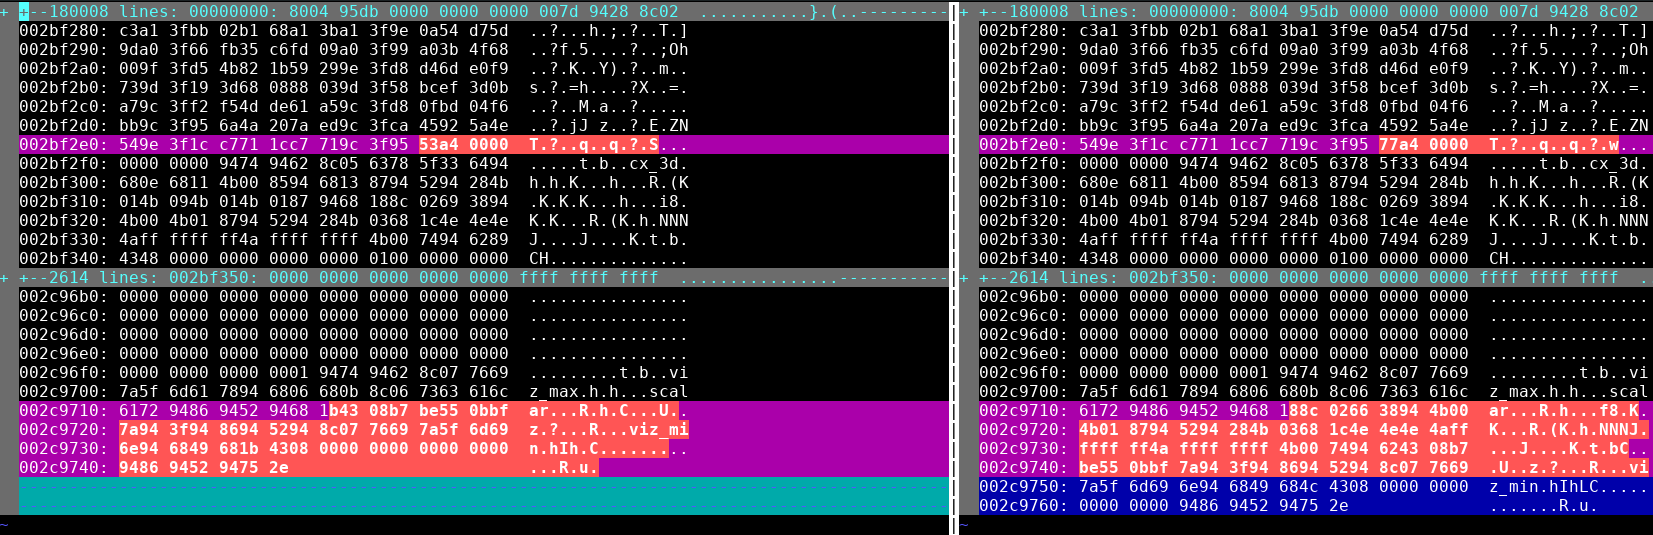 + +--180008 lines: 00000000: 8004 95db 0000 0000 0000 007d 9428 8c02  ...........}.(..---------
002bf280: c3a1 3fbb 02b1 68a1 3ba1 3f9e 0a54 d75d  ..?...h.;.?..T.]
002bf290: 9da0 3f66 fb35 c6fd 09a0 3f99 a03b 4f68  ..?f.5....?..;Oh
002bf2a0: 009f 3fd5 4b82 1b59 299e 3fd8 d46d e0f9  ..?.K..Y).?..m..
002bf2b0: 739d 3f19 3d68 0888 039d 3f58 bcef 3d0b  s.?.=h....?X..=.
002bf2c0: a79c 3ff2 f54d de61 a59c 3fd8 0fbd 04f6  ..?..M.a..?.....
002bf2d0: bb9c 3f95 6a4a 207a ed9c 3fca 4592 5a4e  ..?.jJ z..?.E.ZN
002bf2e0: 549e 3f1c c771 1cc7 719c 3f95 53a4 0000  T.?..q..q.?.S...
002bf2f0: 0000 0000 9474 9462 8c05 6378 5f33 6494  .....t.b..cx_3d.
002bf300: 680e 6811 4b00 8594 6813 8794 5294 284b  h.h.K...h...R.(K
002bf310: 014b 094b 014b 0187 9468 188c 0269 3894  .K.K.K...h...i8.
002bf320: 4b00 4b01 8794 5294 284b 0368 1c4e 4e4e  K.K...R.(K.h.NNN
002bf330: 4aff ffff ff4a ffff ffff 4b00 7494 6289  J....J....K.t.b.
002bf340: 4348 0000 0000 0000 0000 0100 0000 0000  CH..............
+ +--2614 lines: 002bf350: 0000 0000 0000 0000 0000 ffff ffff ffff  ................-----------
002c96b0: 0000 0000 0000 0000 0000 0000 0000 0000  ................
002c96c0: 0000 0000 0000 0000 0000 0000 0000 0000  ................
002c96d0: 0000 0000 0000 0000 0000 0000 0000 0000  ................
002c96e0: 0000 0000 0000 0000 0000 0000 0000 0000  ................
002c96f0: 0000 0000 0000 0001 9474 9462 8c07 7669  .........t.b..vi
002c9700: 7a5f 6d61 7894 6806 680b 8c06 7363 616c  z_max.h.h...scal
002c9710: 6172 9486 9452 9468 1b43 08b7 be55 0bbf  ar...R.h.C...U..
002c9720: 7a94 3f94 8694 5294 8c07 7669 7a5f 6d69  z.?...R...viz_mi
002c9730: 6e94 6849 681b 4308 0000 0000 0000 0000  n.hIh.C.........
002c9740: 9486 9452 9475 2e  ...R.u.
~
+ +--180008 lines: 00000000: 8004 95db 0000 0000 0000 007d 9428 8c02
002bf280: c3a1 3fbb 02b1 68a1 3ba1 3f9e 0a54 d75d  ..?...h.;.?..T.]
002bf290: 9da0 3f66 fb35 c6fd 09a0 3f99 a03b 4f68  ..?f.5....?..;Oh
002bf2a0: 009f 3fd5 4b82 1b59 299e 3fd8 d46d e0f9  ..?.K..Y).?..m..
002bf2b0: 739d 3f19 3d68 0888 039d 3f58 bcef 3d0b  s.?.=h....?X..=.
002bf2c0: a79c 3ff2 f54d de61 a59c 3fd8 0fbd 04f6  ..?..M.a..?.....
002bf2d0: bb9c 3f95 6a4a 207a ed9c 3fca 4592 5a4e  ..?.jJ z..?.E.ZN
002bf2e0: 549e 3f1c c771 1cc7 719c 3f95 77a4 0000  T.?..q..q.?.w...
002bf2f0: 0000 0000 9474 9462 8c05 6378 5f33 6494  .....t.b..cx_3d.
002bf300: 680e 6811 4b00 8594 6813 8794 5294 284b  h.h.K...h...R.(K
002bf310: 014b 094b 014b 0187 9468 188c 0269 3894  .K.K.K...h...i8.
002bf320: 4b00 4b01 8794 5294 284b 0368 1c4e 4e4e  K.K...R.(K.h.NNN
002bf330: 4aff ffff ff4a ffff ffff 4b00 7494 6289  J....J....K.t.b.
002bf340: 4348 0000 0000 0000 0000 0100 0000 0000  CH..............
+ +--2614 lines: 002bf350: 0000 0000 0000 0000 0000 ffff ffff ffff  .
002c96b0: 0000 0000 0000 0000 0000 0000 0000 0000  ................
002c96c0: 0000 0000 0000 0000 0000 0000 0000 0000  ................
002c96d0: 0000 0000 0000 0000 0000 0000 0000 0000  ................
002c96e0: 0000 0000 0000 0000 0000 0000 0000 0000  ................
002c96f0: 0000 0000 0000 0001 9474 9462 8c07 7669  .........t.b..vi
002c9700: 7a5f 6d61 7894 6806 680b 8c06 7363 616c  z_max.h.h...scal
002c9710: 6172 9486 9452 9468 188c 0266 3894 4b00  ar...R.h...f8.K.
002c9720: 4b01 8794 5294 284b 0368 1c4e 4e4e 4aff  K...R.(K.h.NNNJ.
002c9730: ffff ff4a ffff ffff 4b00 7494 6243 08b7  ...J....K.t.bC..
002c9740: be55 0bbf 7a94 3f94 8694 5294 8c07 7669  .U..z.?...R...vi
002c9750: 7a5f 6d69 6e94 6849 684c 4308 0000 0000  z_min.hIhLC.....
002c9760: 0000 0000 9486 9452 9475 2e  .......R.u.
~